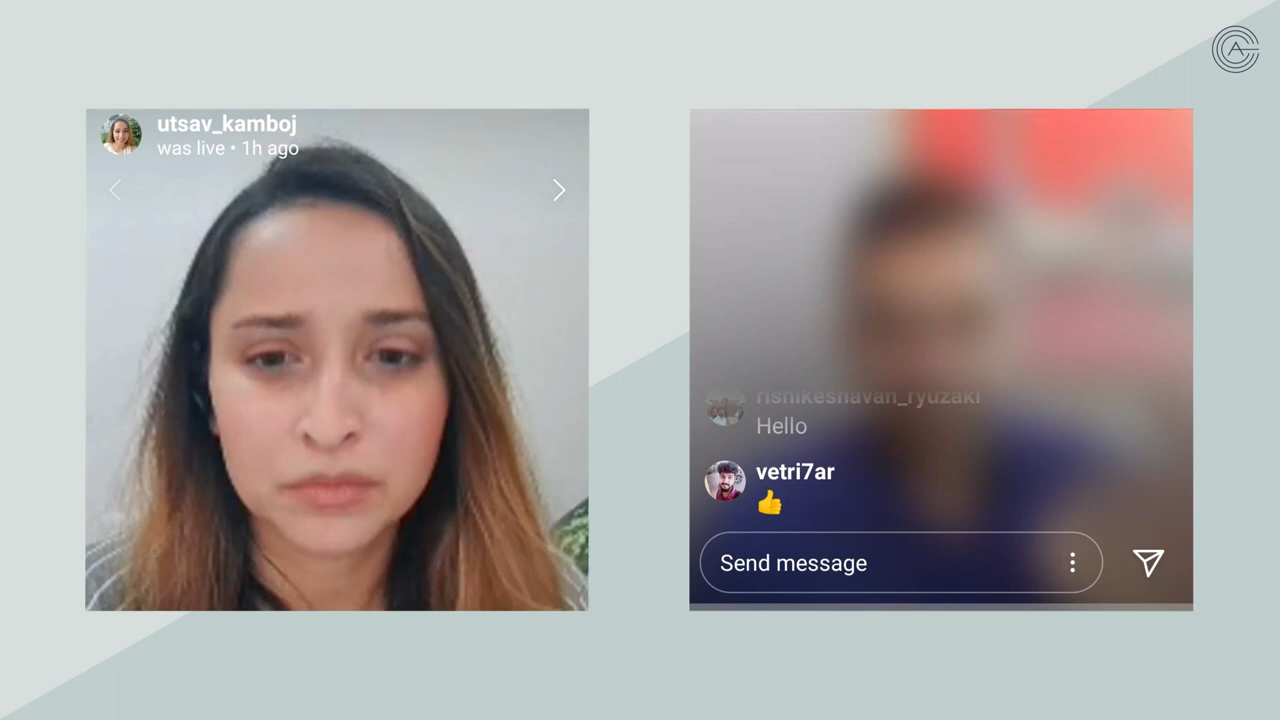 utsav_kamboj
was live • 1h ago
rishikeshavan_ryuzaki
Hello
vetri7ar
👍
Send message